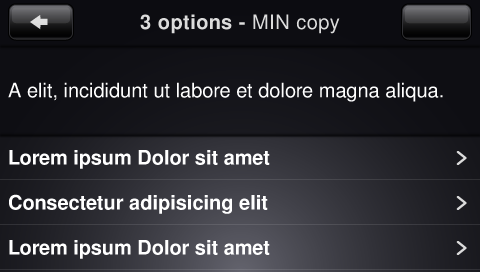 3 options - MIN copy
A elit, incididunt ut labore et dolore magna aliqua.
Lorem ipsum Dolor sit amet
Consectetur adipisicing elit
Lorem ipsum Dolor sit amet